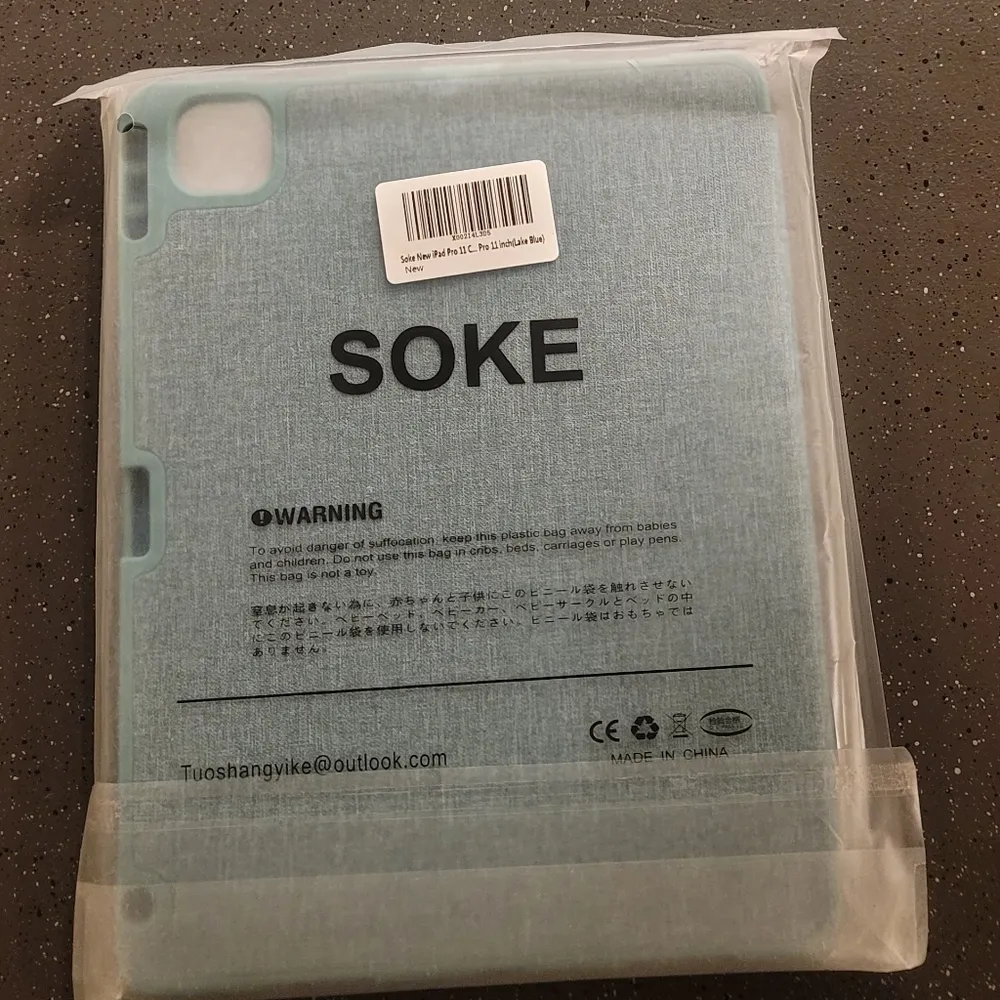 X002141305
Soke New iPad Pro 11 C... Pro 11 inch(Lake Blue)
New
SOKE
WARNING
To avoid danger of suffocation, keep this plastic bag away from babies
and children. Do not use this bag in cribs, beds, carriages or play pens.
This bag is not a toy.
窒息が起きない為に、赤ちゃんと子供にこのビニール袋を触れさせない
でください。ベビーベッド、ベビーカー、ベビーサークルとベッドの中
にこのビニール袋を使用しないでください。ビニール袋はおもちゃでは
ありません。
CE
Tuoshangyike@outlook.com
MADE IN CHINA